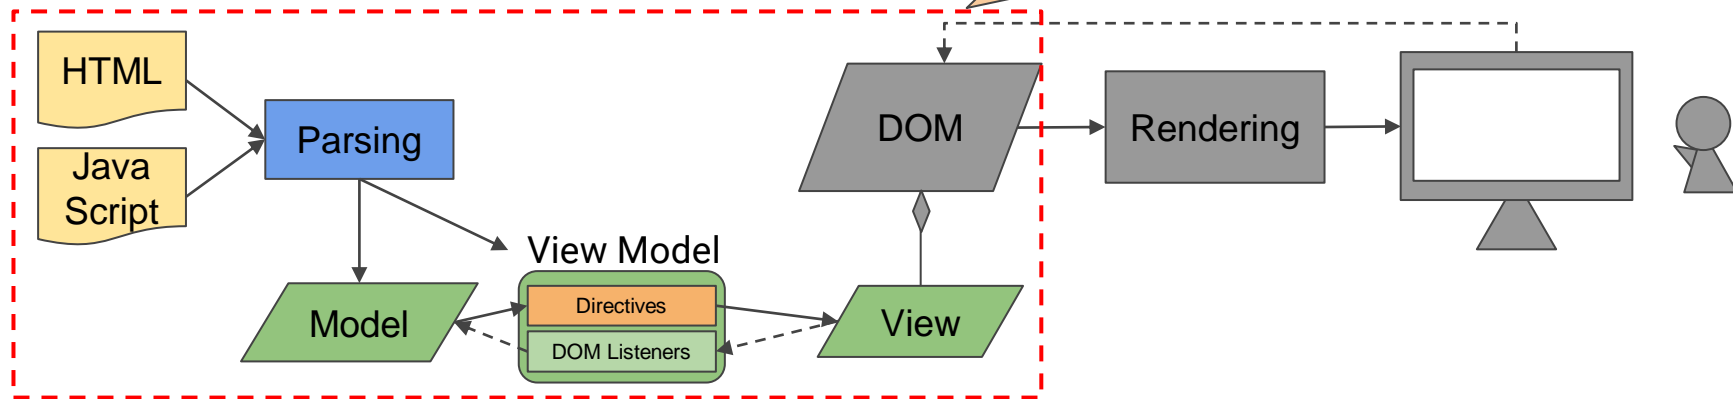 HTML
Java
Script
Parsing
DOM
Rendering
View Model
Model
Directives
DOM Listeners
View